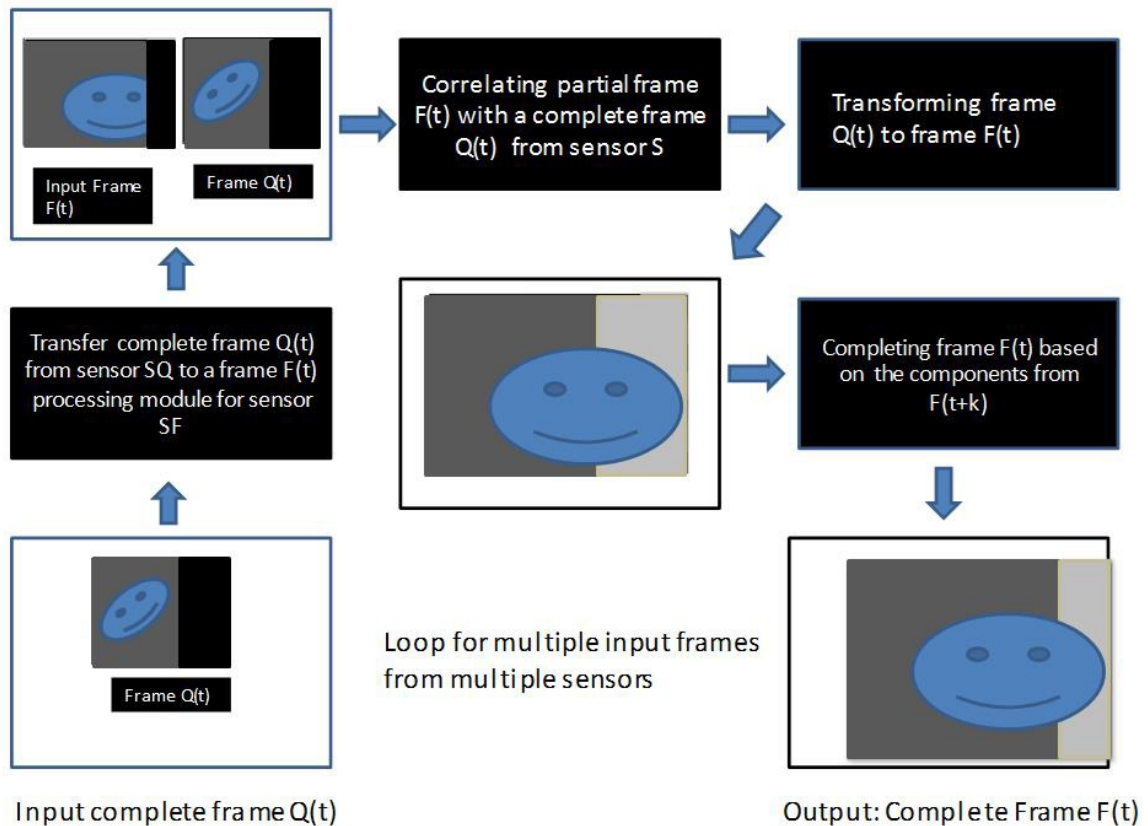 Input Frame
F(t)
Frame Q(t)
Correlating partial frame
F(t) with a complete frame
Q(t) from sensor S
Transforming frame
Q(t) to frame F(t)
Transfer complete frame Q(t)
from sensor SQ to a frame F(t)
processing module for sensor
SF
Completing frame F(t) based
on the components from
F(t+k)
Frame Q(t)
Loop for multiple input frames
from multiple sensors
Input complete frame Q(t)
Output: Complete Frame F(t)